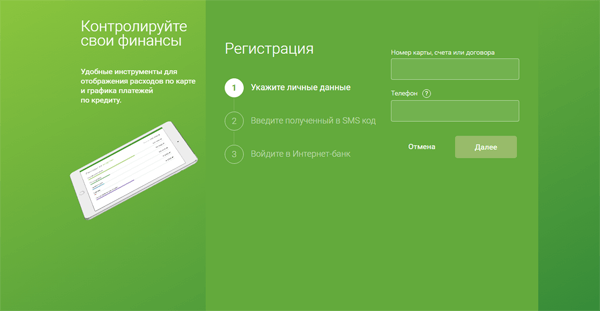 Контролируйте
свои финансы
Удобные инструменты для
отображения расходов по карте
и графика платежей
по кредиту.
Регистрация
1 Укажите личные данные
2 Введите полученный в SMS код
3 Войдите в Интернет-банк
Номер карты, счета или договора
Телефон ?
Отмена Далее